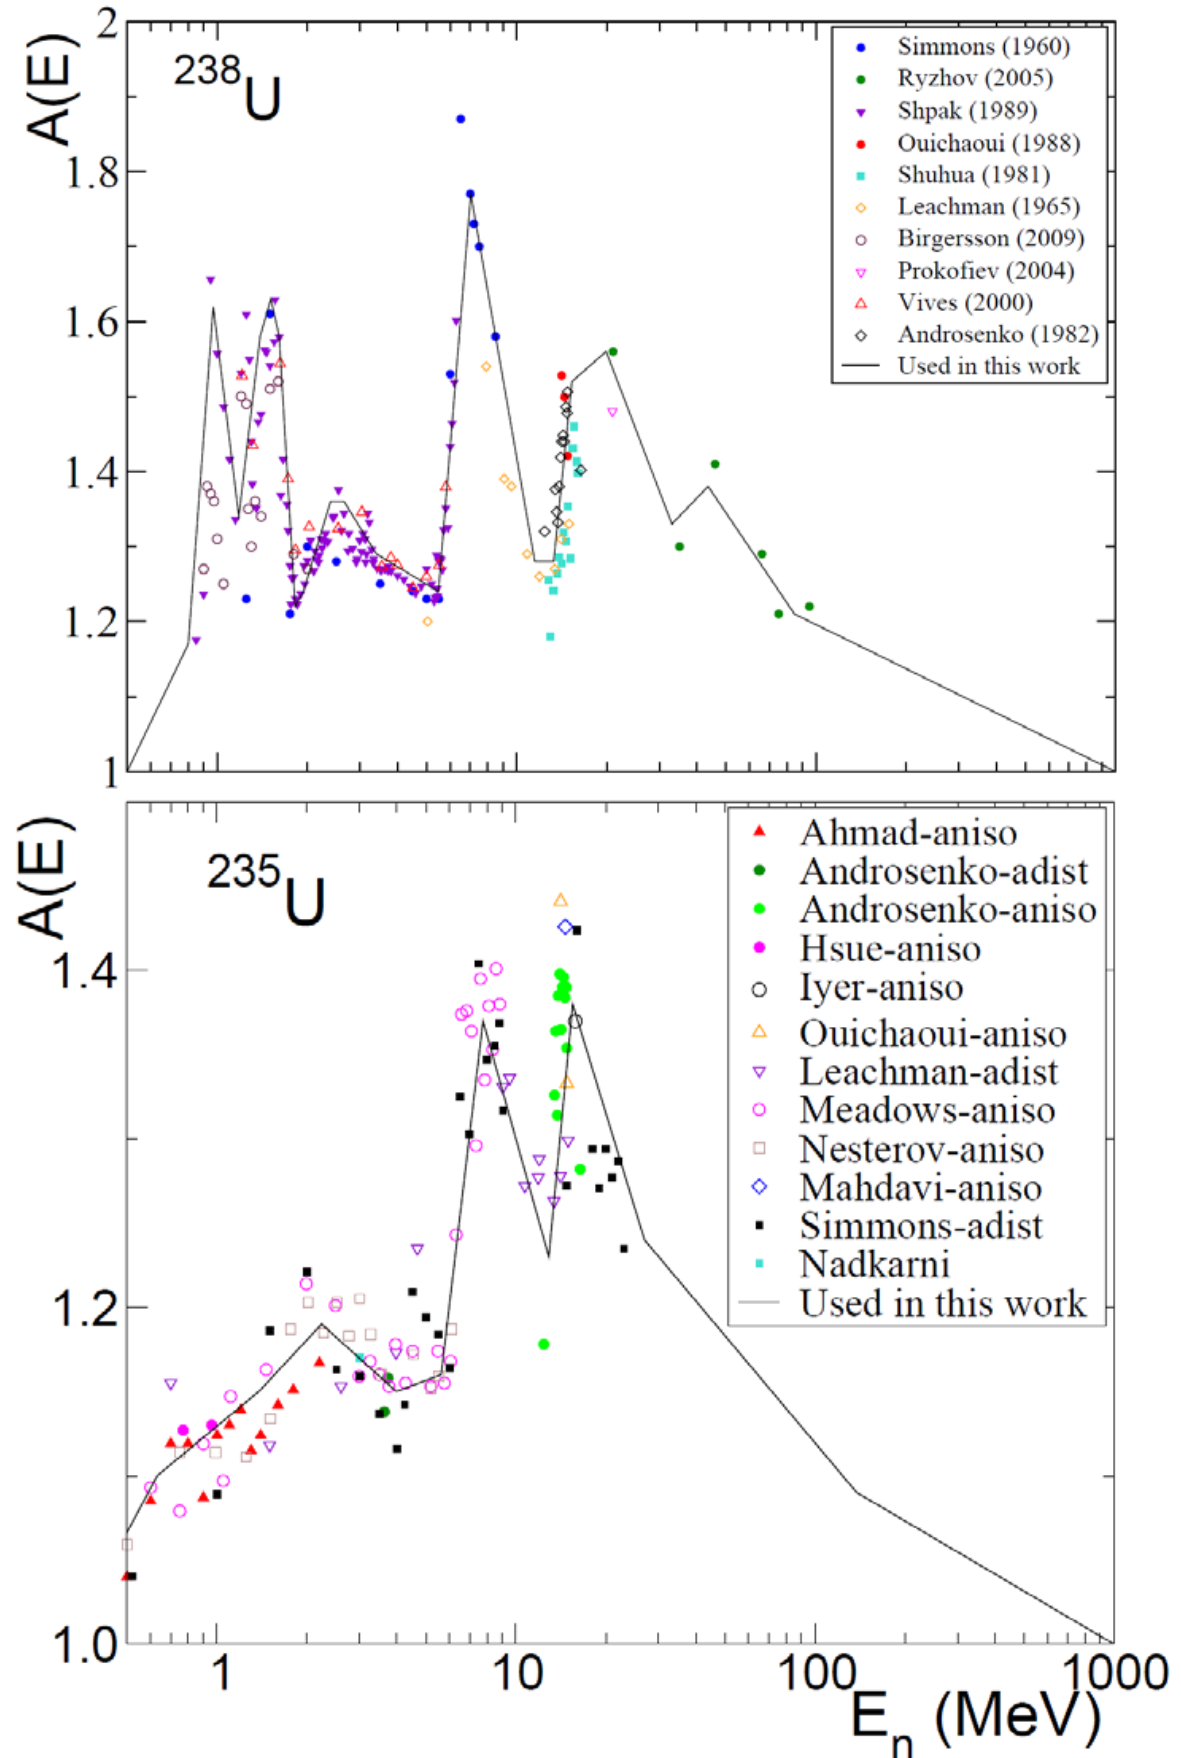 2
A(E)
238U
1.8
1.6
1.4
1.2
1
Simmons (1960)
Ryzhov (2005)
Shpak (1989)
Ouichaoui (1988)
Shuhua (1981)
Leachman (1965)
Birgersson (2009)
Prokofiev (2004)
Vives (2000)
Androsenko (1982)
Used in this work
A(E)
235U
1.4
1.2
1.0
Ahmad-aniso
Androsenko-adist
Androsenko-aniso
Hsue-aniso
Iyer-aniso
Ouichaoui-aniso
Leachman-adist
Meadows-aniso
Nesterov-aniso
Mahdavi-aniso
Simmons-adist
Nadkarni
Used in this work
1 10 100 1000
En (MeV)